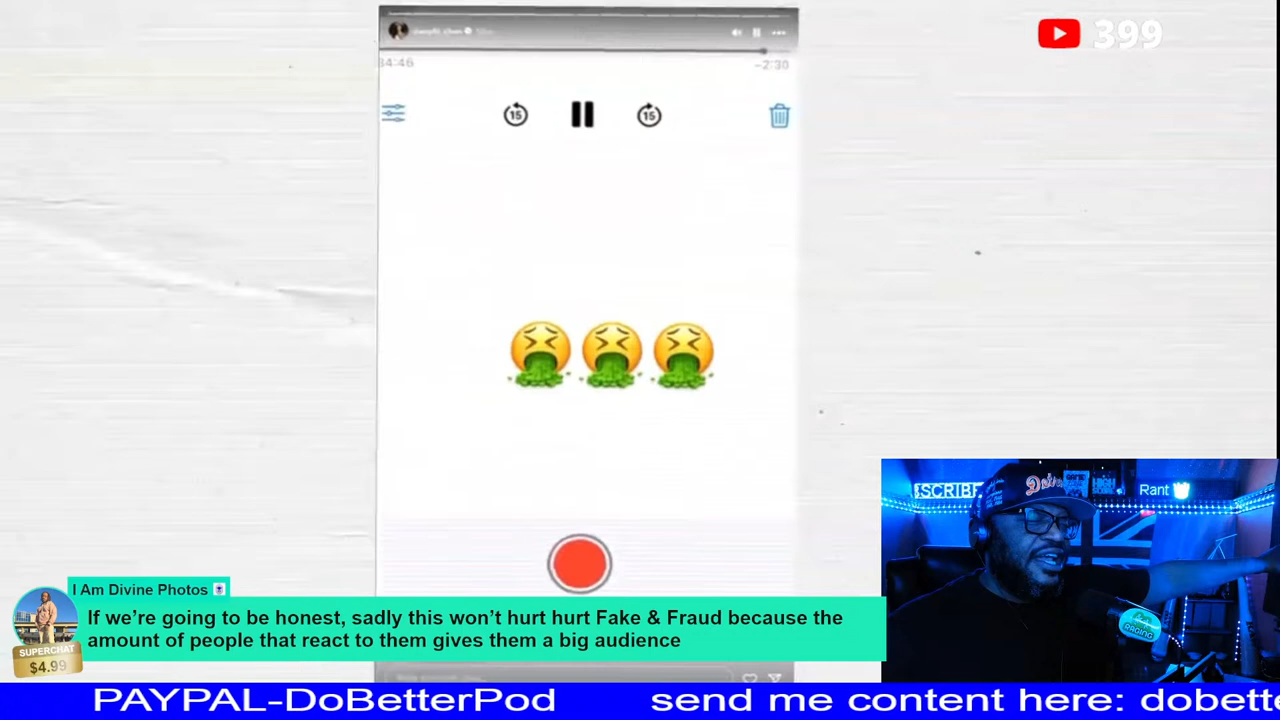 399
34:46
-2:30
15
15
SCRIBE
Rant
I Am Divine Photos
If we're going to be honest, sadly this won't hurt hurt Fake & Fraud because the
amount of people that react to them gives them a big audience
SUPERCHAT
$4.99
RAGING
PAYPAL-DoBetterPod send me content here: dobette